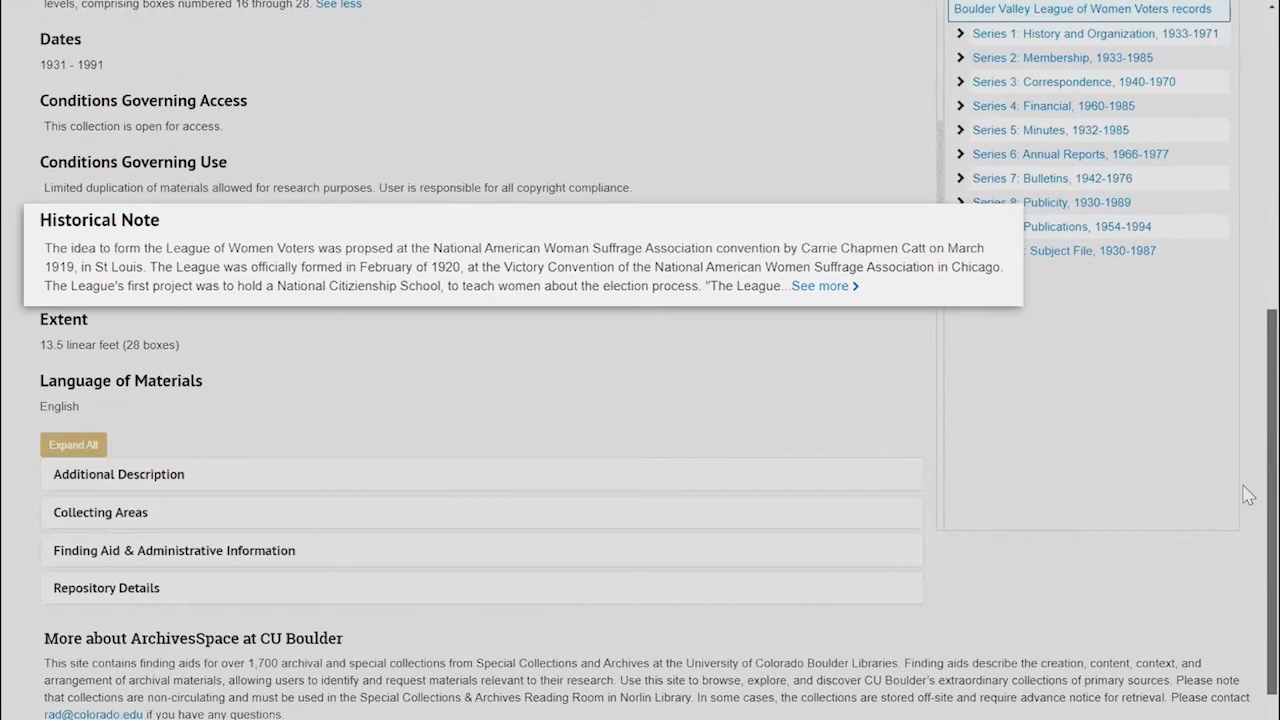 levels, comprising boxes numbered 16 through 28. See less
Dates
1931 - 1991
Conditions Governing Access
This collection is open for access.
Conditions Governing Use
Limited duplication of materials allowed for research purposes. User is responsible for all copyright compliance.
Historical Note
The idea to form the League of Women Voters was propsed at the National American Woman Suffrage Association convention by Carrie Chapmen Catt on March
1919, in St Louis. The League was officially formed in February of 1920, at the Victory Convention of the National American Women Suffrage Association in Chicago.
The League's first project was to hold a National Citizienship School, to teach women about the election process. "The League...See more
Extent
13.5 linear feet (28 boxes)
Language of Materials
English
Expand All
Additional Description
Collecting Areas
Finding Aid & Administrative Information
Repository Details
More about ArchivesSpace at CU Boulder
This site contains finding aids for over 1,700 archival and special collections from Special Collections and Archives at the University of Colorado Boulder Libraries. Finding aids describe the creation, content, context, and
arrangement of archival materials, allowing users to identify and request materials relevant to their research. Use this site to browse, explore, and discover CU Boulder's extraordinary collections of primary sources. Please note
that collections are non-circulating and must be used in the Special Collections & Archives Reading Room in Norlin Library. In some cases, the collections are stored off-site and require advance notice for retrieval. Please contact
rad@colorado.edu if you have any questions.
Boulder Valley League of Women Voters records
Series 1: History and Organization, 1933-1971
Series 2: Membership, 1933-1985
Series 3: Correspondence, 1940-1970
Series 4: Financial, 1960-1985
Series 5: Minutes, 1932-1985
Series 6: Annual Reports, 1966-1977
Series 7: Bulletins, 1942-1976
Series 8: Publicity, 1930-1989
Publications, 1954-1994
: Subject File, 1930-1987